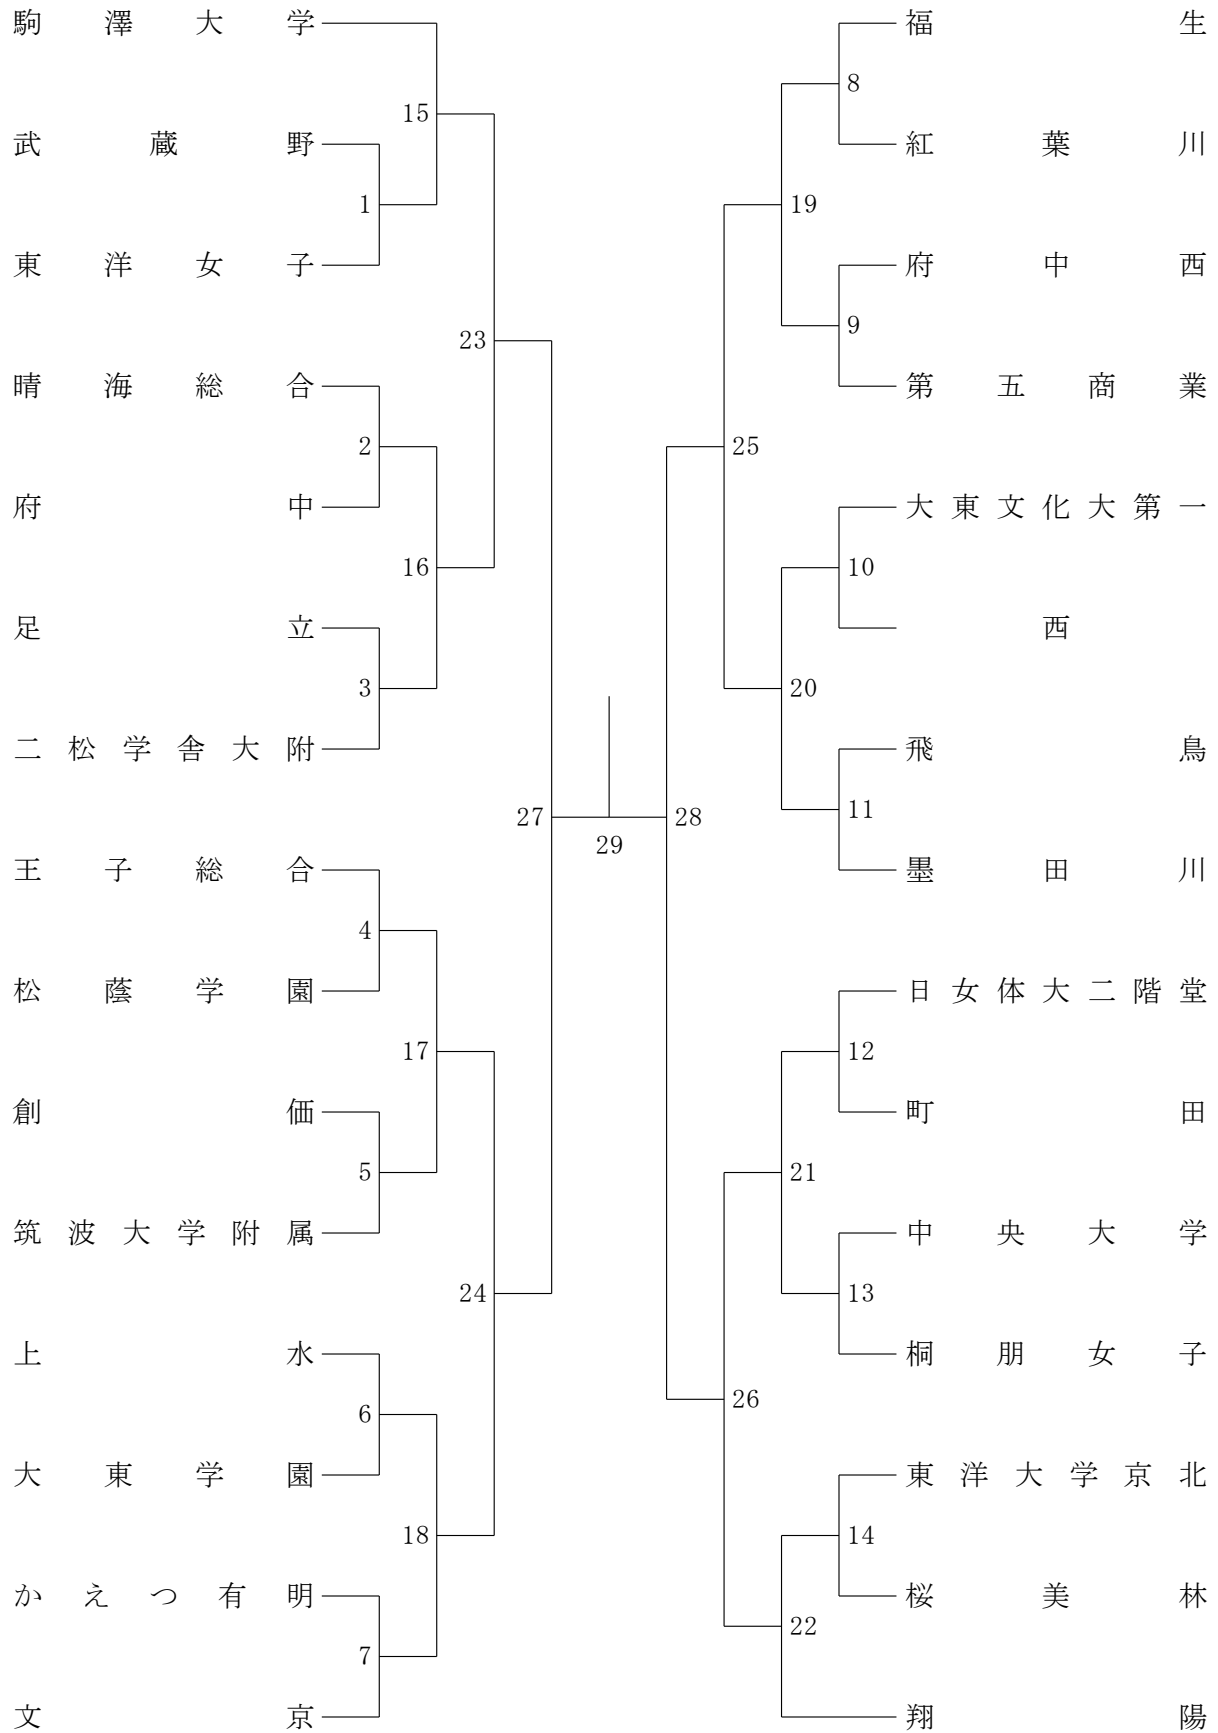 駒澤大学
15
武蔵野
1
東洋女子
23
晴海総合
2
府中
16
足立
3
二松学舎大附
27
王子総合
4
松蔭学園
17
創価
5
筑波大学附属
24
上水
6
大東学園
18
かえつ有明
7
文京
29
福生
8
紅葉川
19
府中西
9
第五商業
25
大東文化大第一
10
西
20
飛鳥
11
28
墨田川
日女体大二階堂
12
町田
21
中央大学
13
桐朋女子
26
東洋大学京北
14
桜美林
22
翔陽